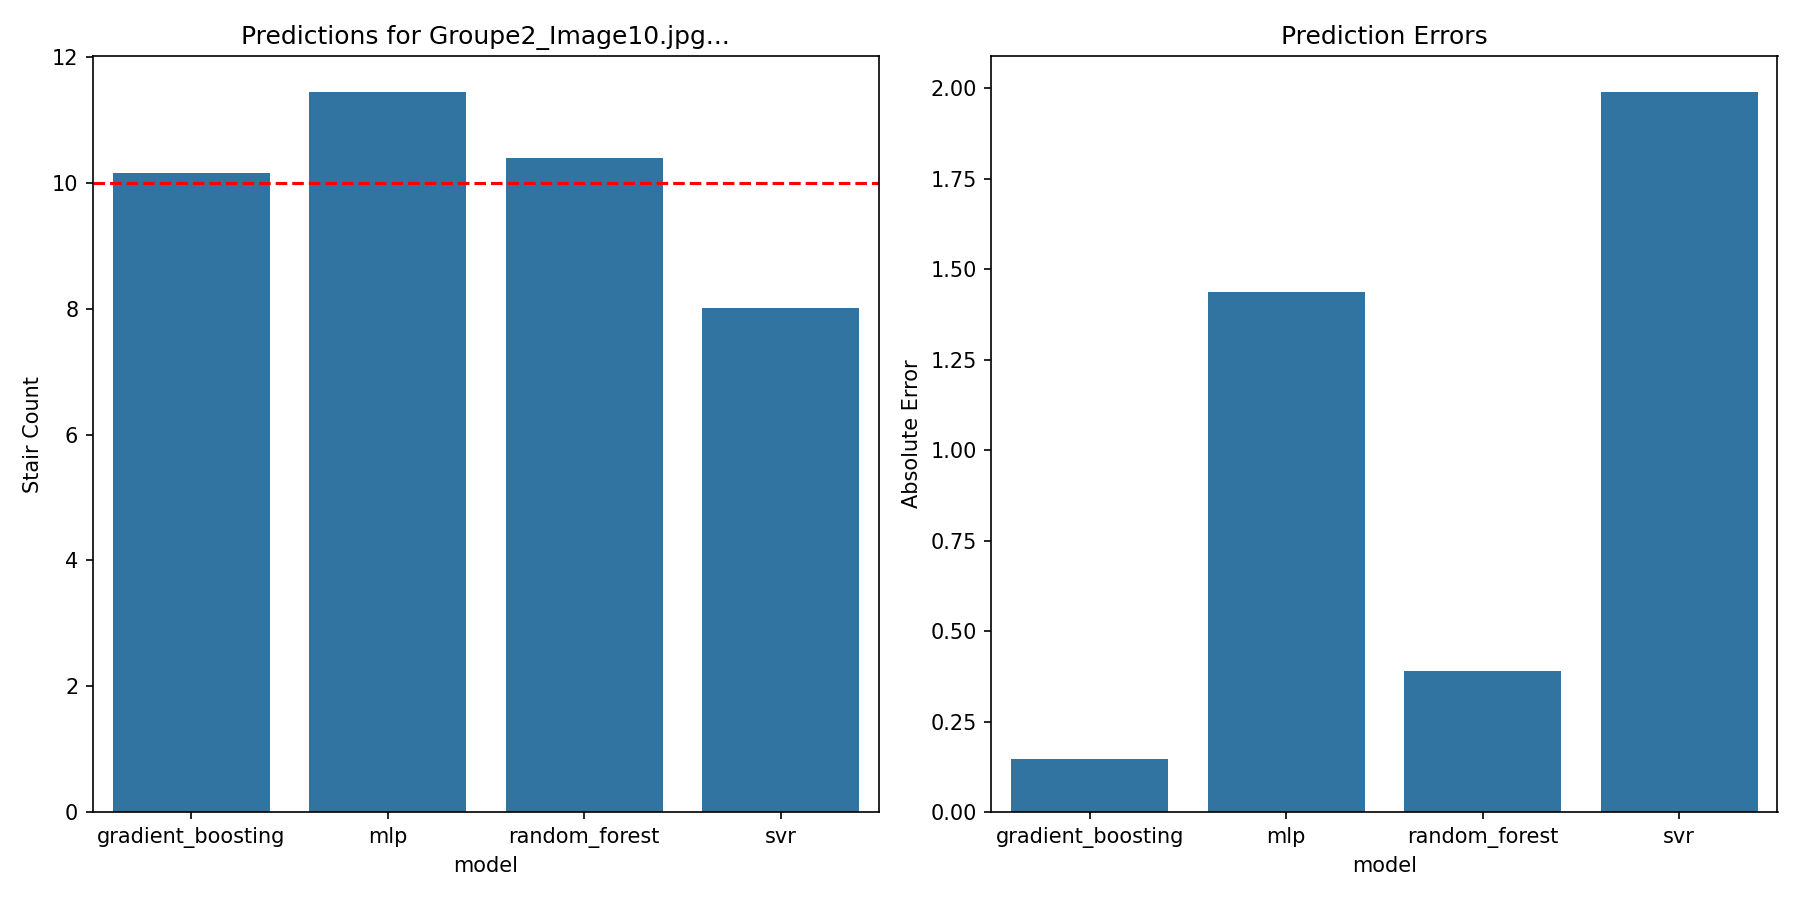 Predictions for Groupe2_Image10.jpg...
12
10
8
6
4
2
0
Stair Count
gradient_boosting mlp random_forest svr
model
Prediction Errors
2.00
1.75
1.50
1.25
1.00
0.75
0.50
0.25
0.00
Absolute Error
gradient_boosting mlp random_forest svr
model